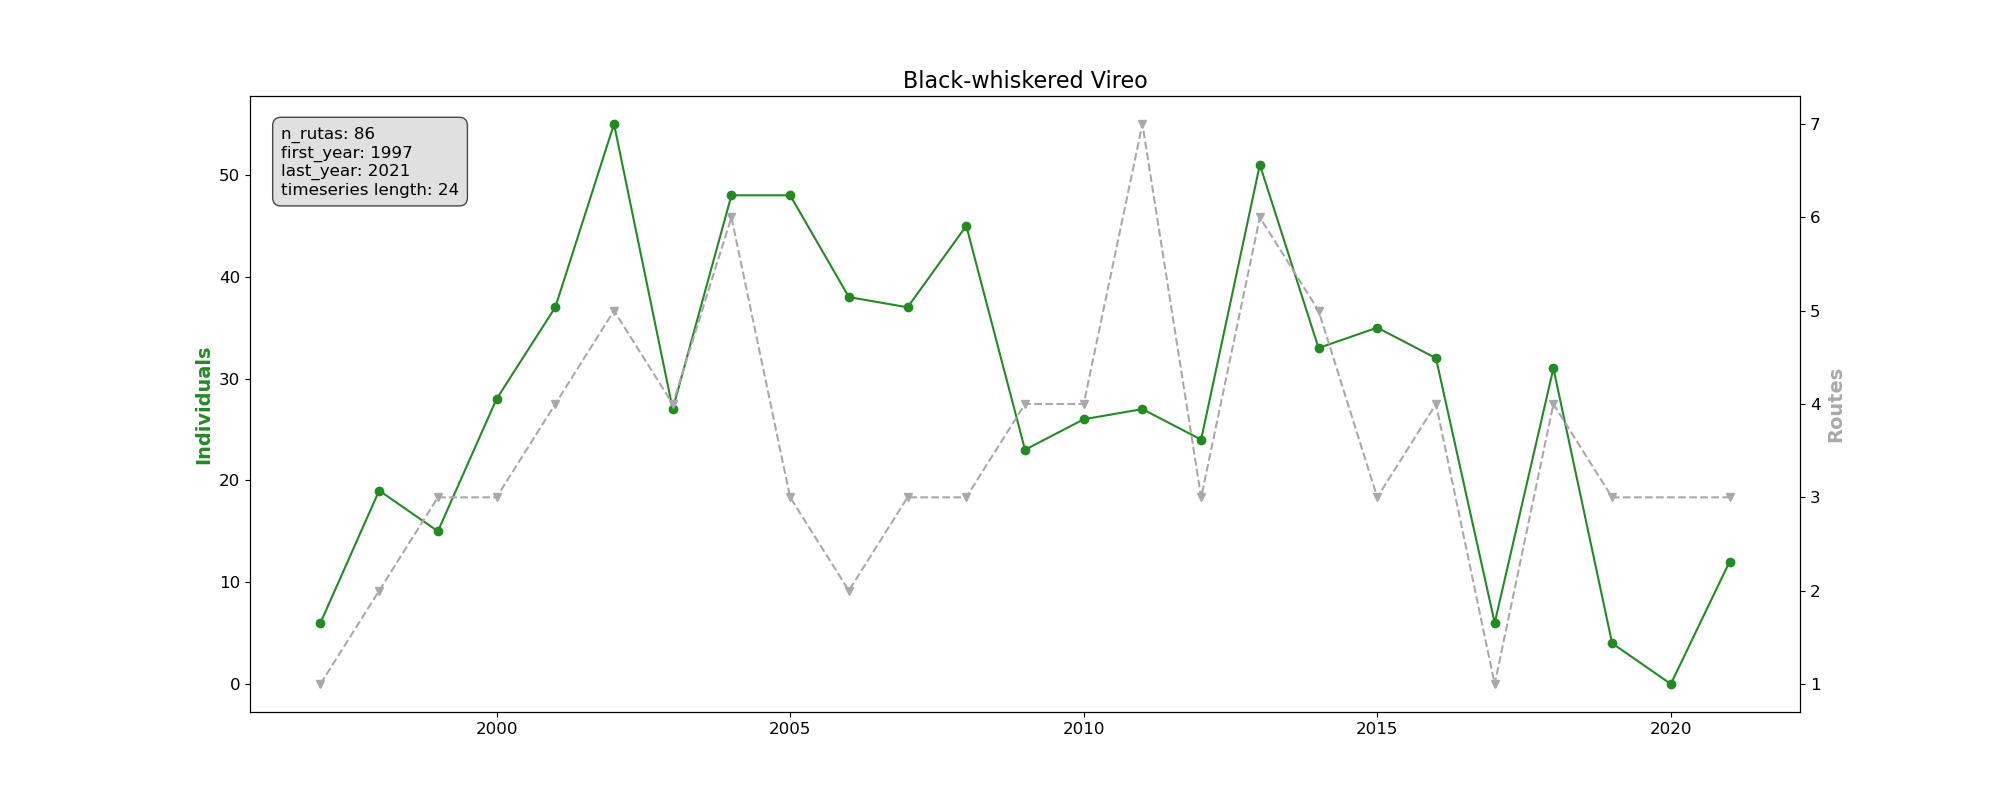 Black-whiskered Vireo
n_rutas: 86
first_year: 1997
last_year: 2021
timeseries length: 24
Individuals
50
40
30
20
10
0
7
6
5
4
3
2
1
Routes
2000
2005
2010
2015
2020